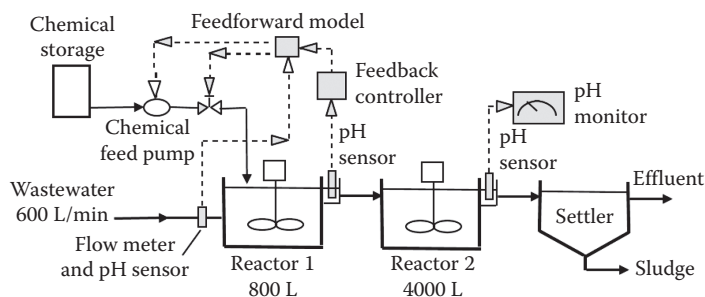 Chemical
storage
Feedforward model
Feedback
controller
Chemical
feed pump
pH
sensor
pH
monitor
pH
sensor
Wastewater
600 L/min
Flow meter
and pH sensor
Reactor 1
800 L
Reactor 2
4000 L
Settler
Effluent
Sludge